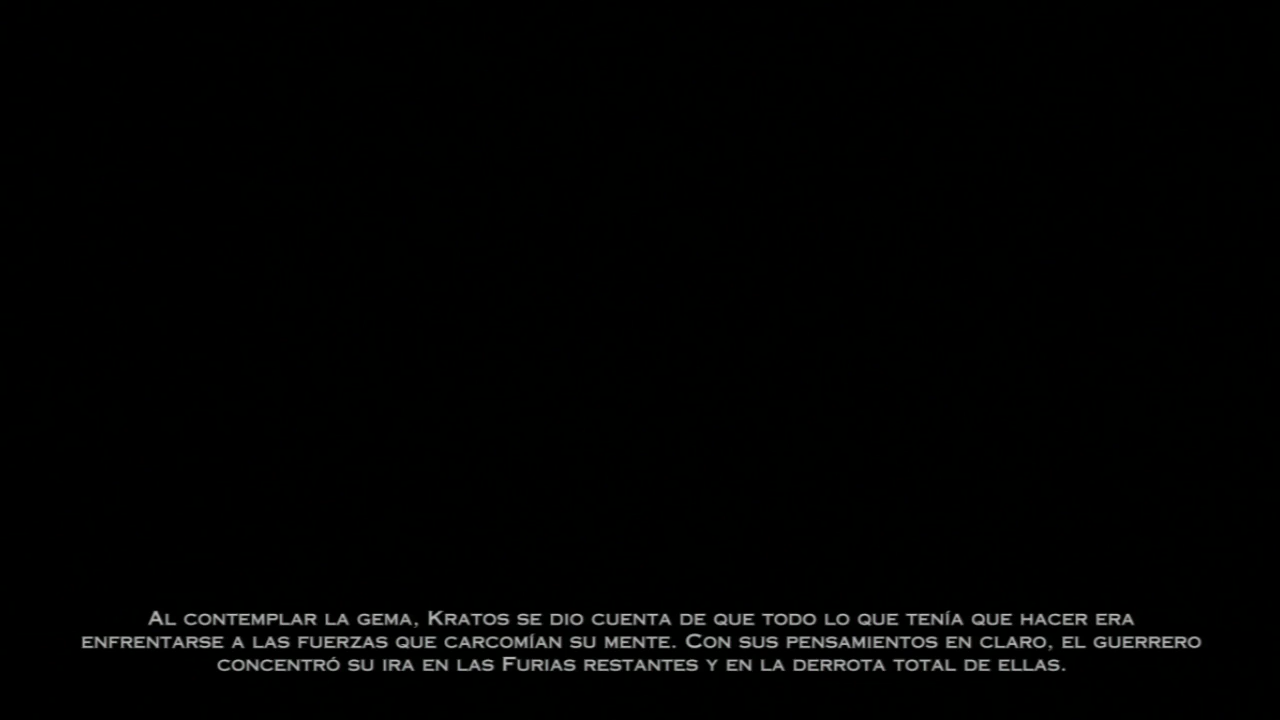 Al contemplar la gema, Kratos se dio cuenta de que todo lo que tenía que hacer era
enfrentarse a las fuerzas que carcomían su mente. Con sus pensamientos en claro, el guerrero
concentró su ira en las Furias restantes y en la derrota total de ellas.